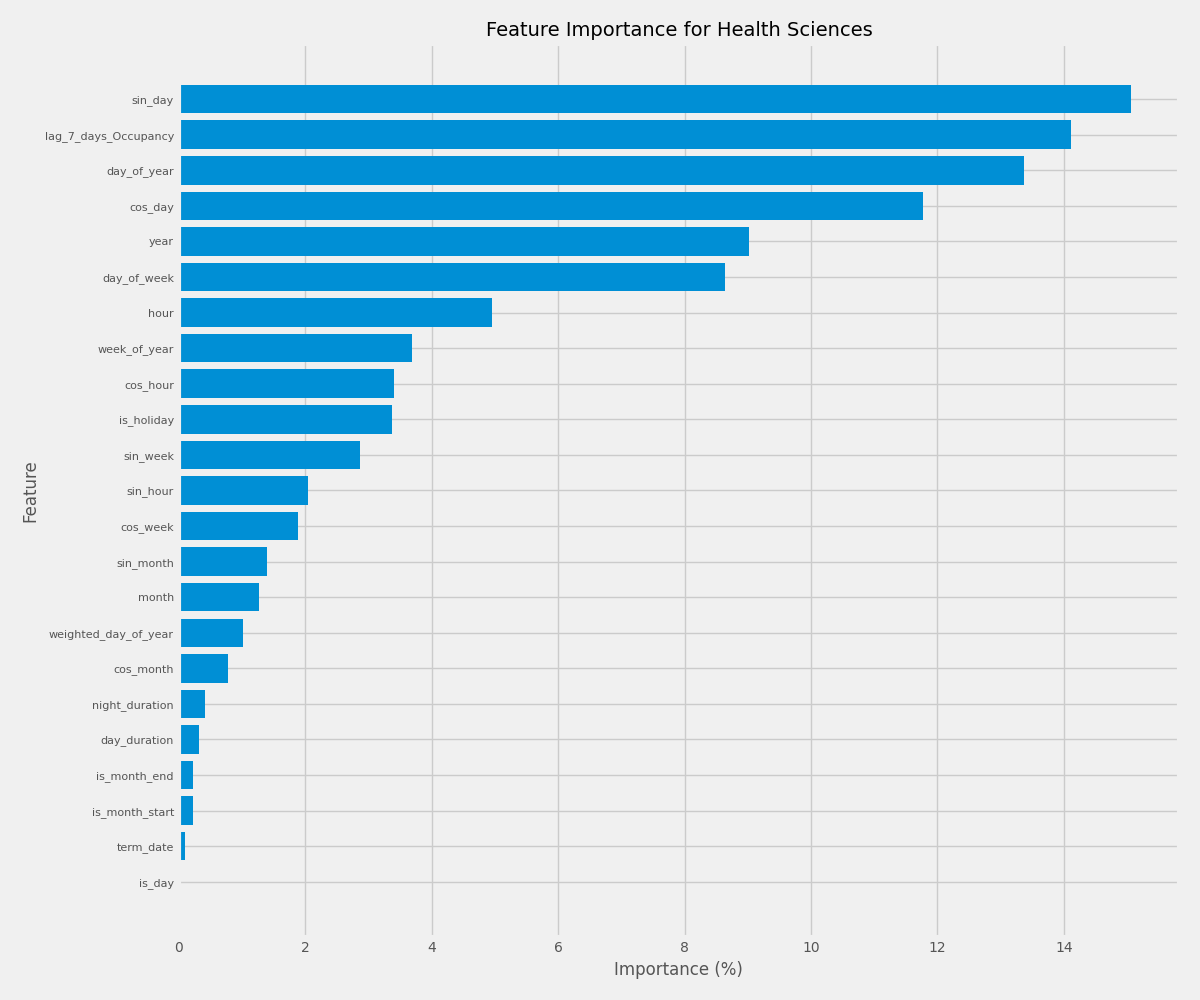 Feature Importance for Health Sciences
sin_day
lag_7_days_Occupancy
day_of_year
cos_day
year
day_of_week
hour
week_of_year
cos_hour
is_holiday
sin_week
sin_hour
cos_week
sin_month
month
weighted_day_of_year
cos_month
night_duration
day_duration
is_month_end
is_month_start
term_date
is_day
Feature
0 2 4 6 8 10 12 14
Importance (%)